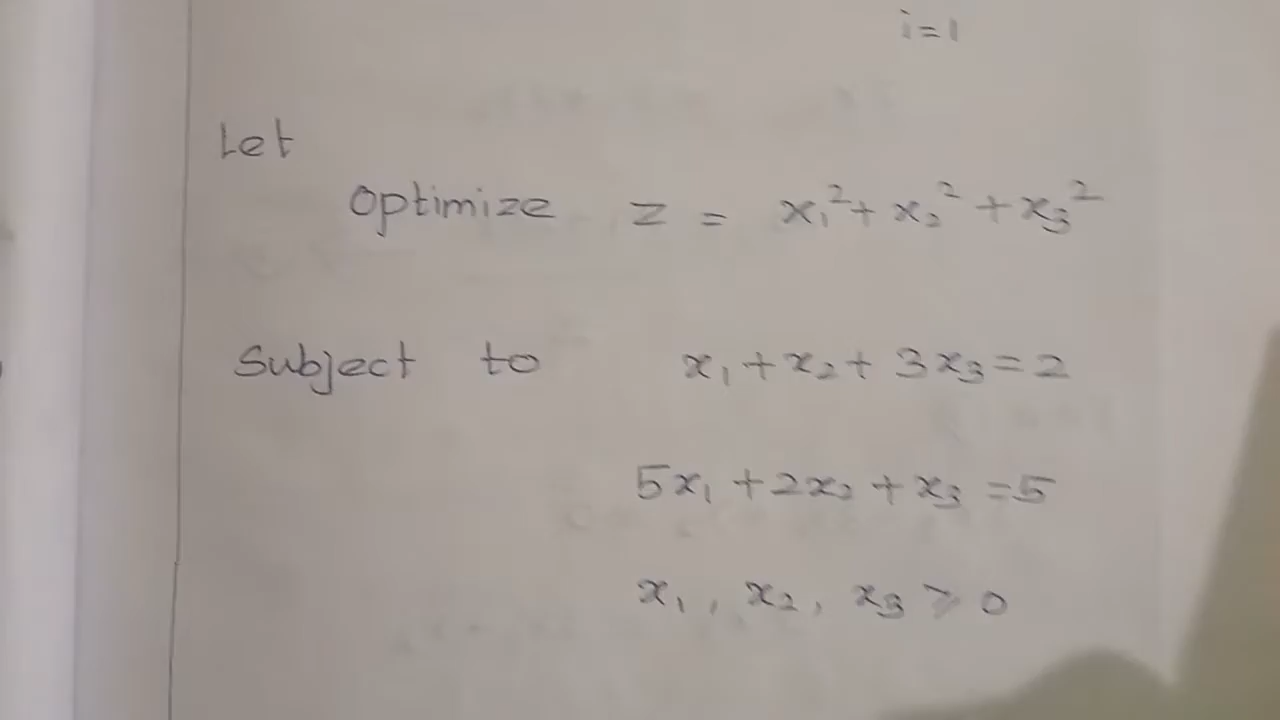 i=1
Let
Optimize z = x₁² + x₂² + x₃²
Subject to x₁ + x₂ + 3x₃ = 2
5x₁ + 2x₂ + x₃ = 5
x₁, x₂, x₃ ≥ 0